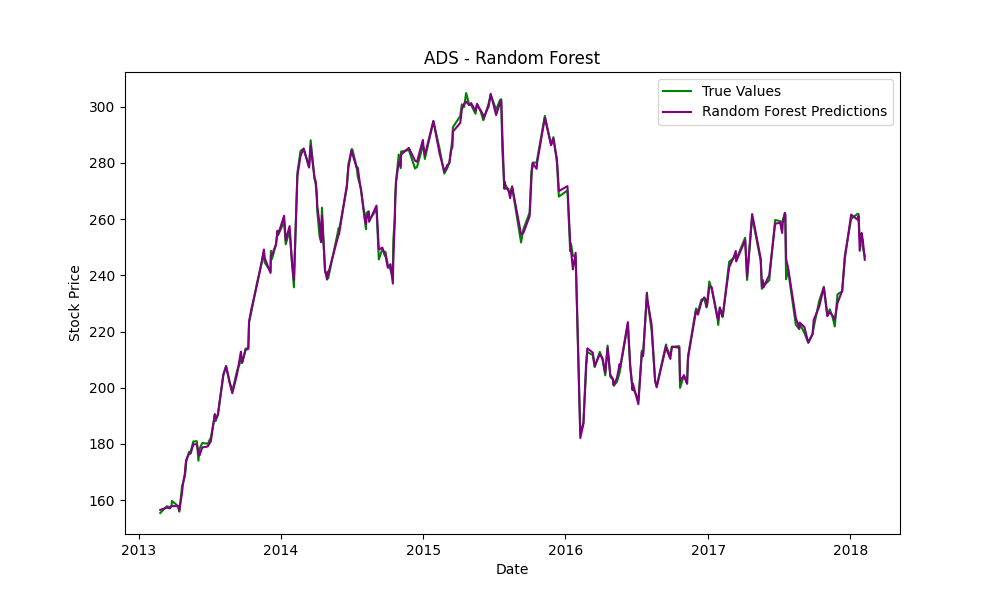 ADS - Random Forest
True Values
Random Forest Predictions
300
280
260
240
220
200
180
160
Stock Price
2013
2014
2015
2016
2017
2018
Date